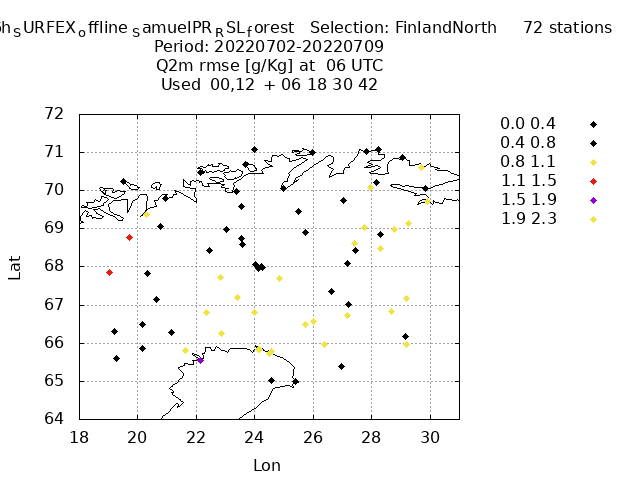 6h_SURFEX_offline_SamuelPR_RSL_forest Selection: FinlandNorth 72 stations
Period: 20220702-20220709
Q2m rmse [g/Kg] at 06 UTC
Used 00,12 + 06 18 30 42
72
71
70
69
68
67
66
65
64
18 20 22 24 26 28 30
Lat
Lon
0.0 0.4
0.4 0.8
0.8 1.1
1.1 1.5
1.5 1.9
1.9 2.3